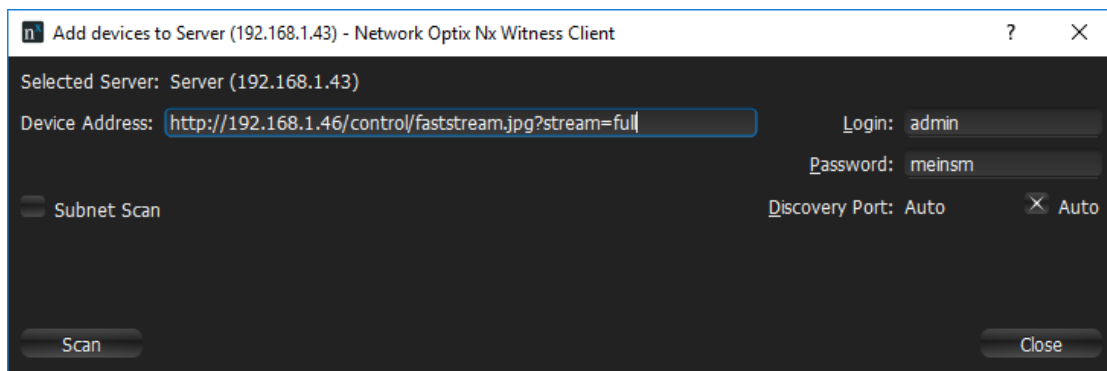 nx Add devices to Server (192.168.1.43) - Network Optix Nx Witness Client ?
Selected Server: Server (192.168.1.43)
Device Address: http://192.168.1.46/control/faststream.jpg?stream=full Login: admin
Password: meinsm
Subnet Scan Discovery Port: Auto Auto
Scan Close